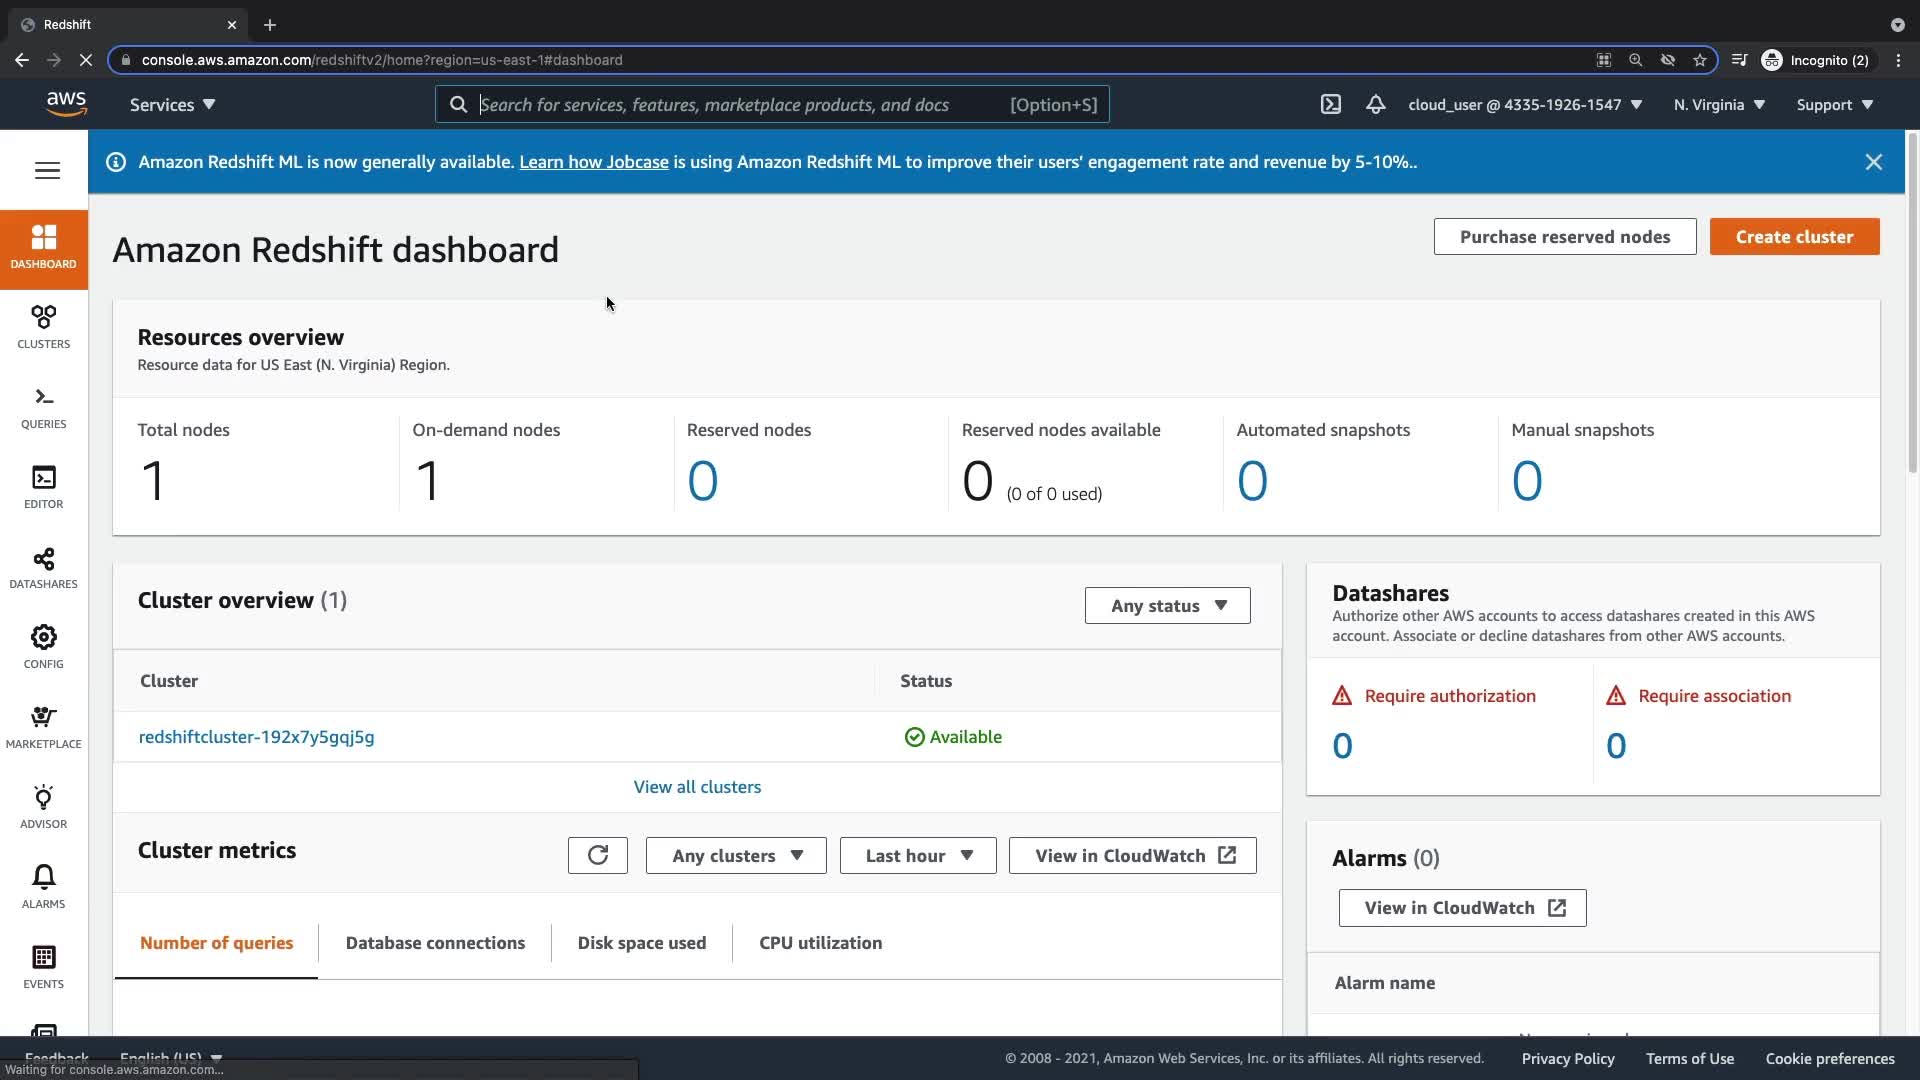 Redshift
console.aws.amazon.com/redshiftv2/home?region=us-east-1#dashboard
Incognito (2)
aws
Services
Search for services, features, marketplace products, and docs
[Option+S]
cloud_user @ 4335-1926-1547
N. Virginia
Support
Amazon Redshift ML is now generally available. Learn how Jobcase is using Amazon Redshift ML to improve their users' engagement rate and revenue by 5-10%..
DASHBOARD
CLUSTERS
QUERIES
EDITOR
DATASHARES
CONFIG
MARKETPLACE
ADVISOR
ALARMS
EVENTS
Amazon Redshift dashboard
Purchase reserved nodes
Create cluster
Resources overview
Resource data for US East (N. Virginia) Region.
Total nodes
1
On-demand nodes
1
Reserved nodes
0
Reserved nodes available
0 (0 of 0 used)
Automated snapshots
0
Manual snapshots
0
Cluster overview (1)
Any status
Cluster
Status
redshiftcluster-192x7y5gqj5g
Available
View all clusters
Cluster metrics
Any clusters
Last hour
View in CloudWatch
Number of queries
Database connections
Disk space used
CPU utilization
Datashares
Authorize other AWS accounts to access datashares created in this AWS
account. Associate or decline datashares from other AWS accounts.
Require authorization
0
Require association
0
Alarms (0)
View in CloudWatch
Alarm name
Feedback
English (US)
Waiting for console.aws.amazon.com...
© 2008 - 2021, Amazon Web Services, Inc. or its affiliates. All rights reserved.
Privacy Policy
Terms of Use
Cookie preferences